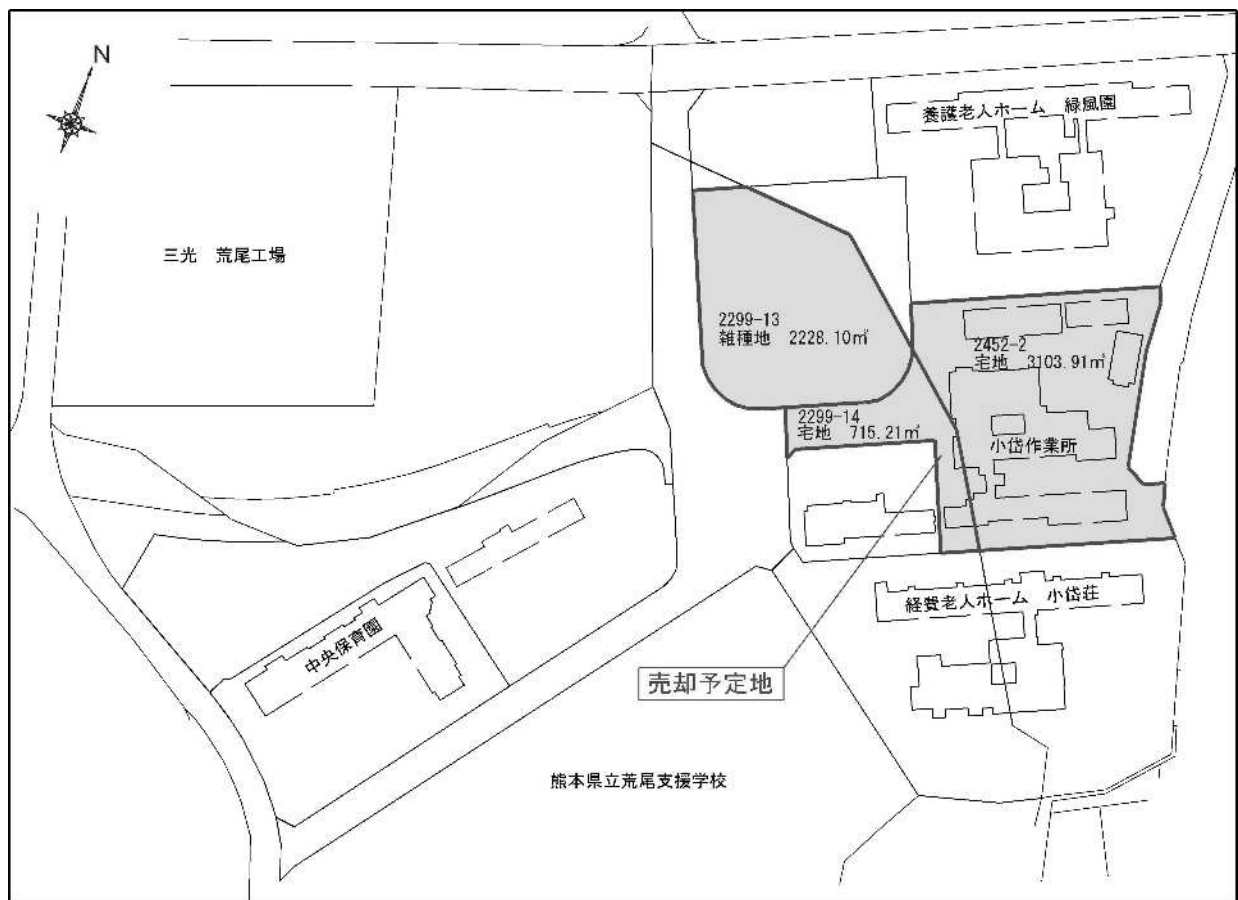 N
養護老人ホーム 緑風園
三光 荒尾工場
2299-13
雑種地 2228.10㎡
2452-2
宅地 3103.91㎡
2299-14
宅地 715.21㎡
小岱作業所
経費老人ホーム 小岱荘
中央保育園
売却予定地
熊本県立荒尾支援学校